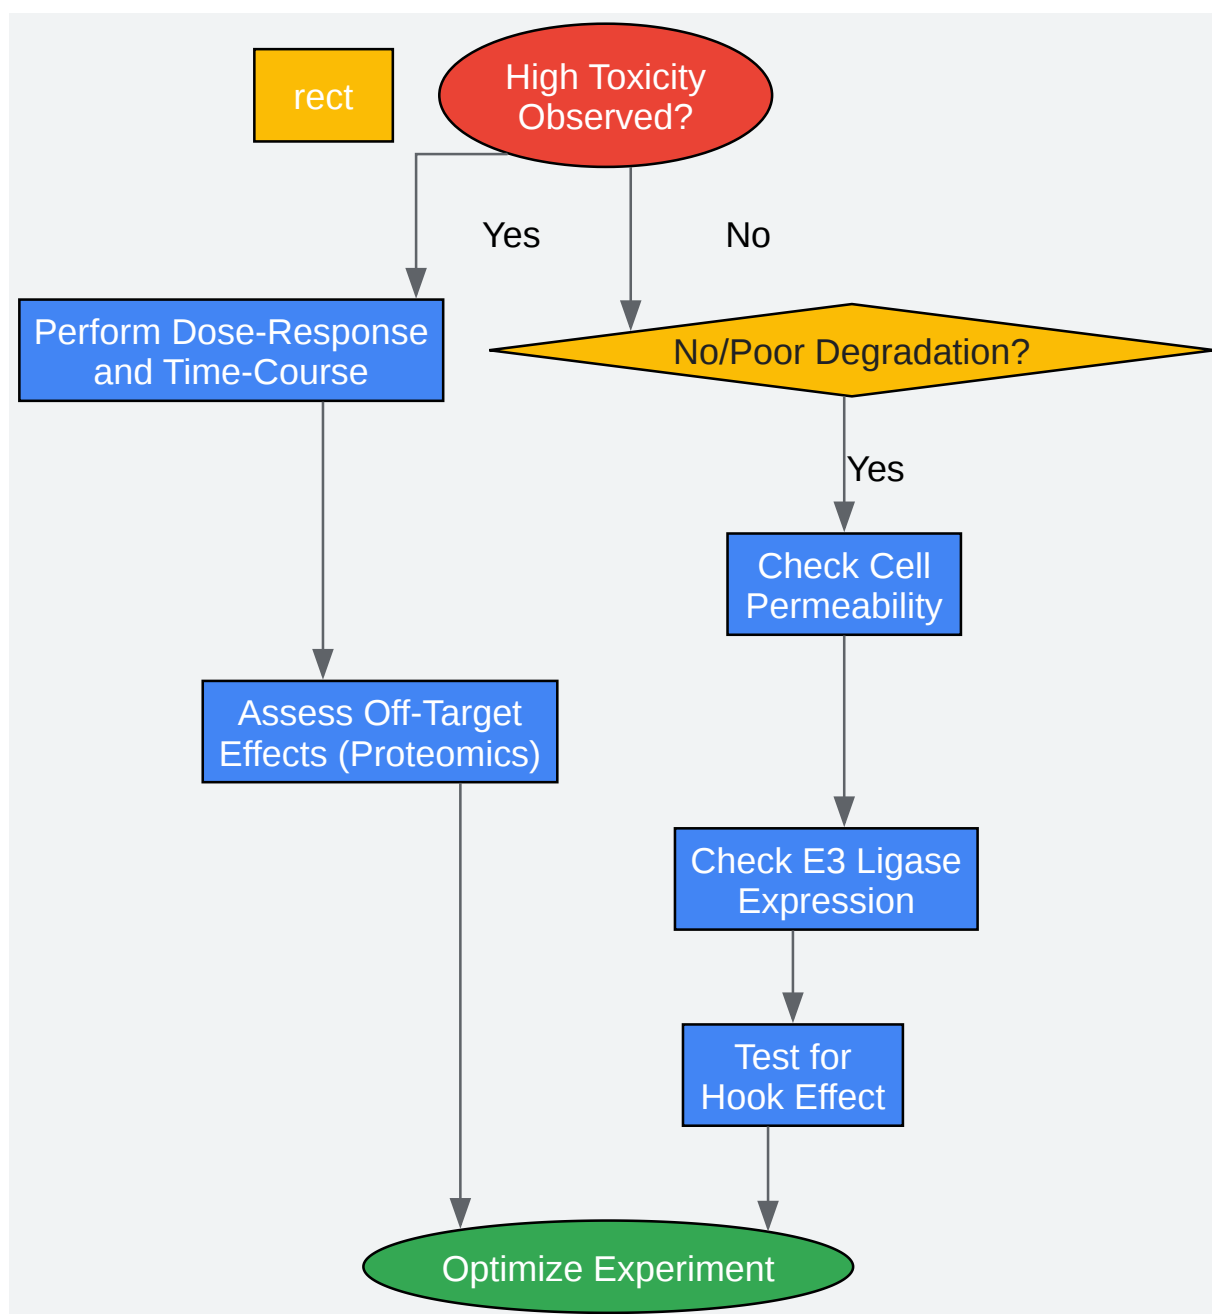 rect
High Toxicity
Observed?
Yes
No
Perform Dose-Response
and Time-Course
No/Poor Degradation?
Yes
Check Cell
Permeability
Assess Off-Target
Effects (Proteomics)
Check E3 Ligase
Expression
Test for
Hook Effect
Optimize Experiment